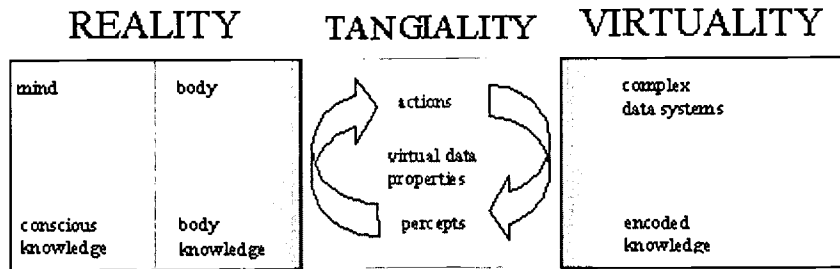 REALITY
TANGIALITY
VIRTUALITY
mind
body
actions
complex
data systems
virtual data
properties
conscious
knowledge
body
knowledge
percepts
encoded
knowledge